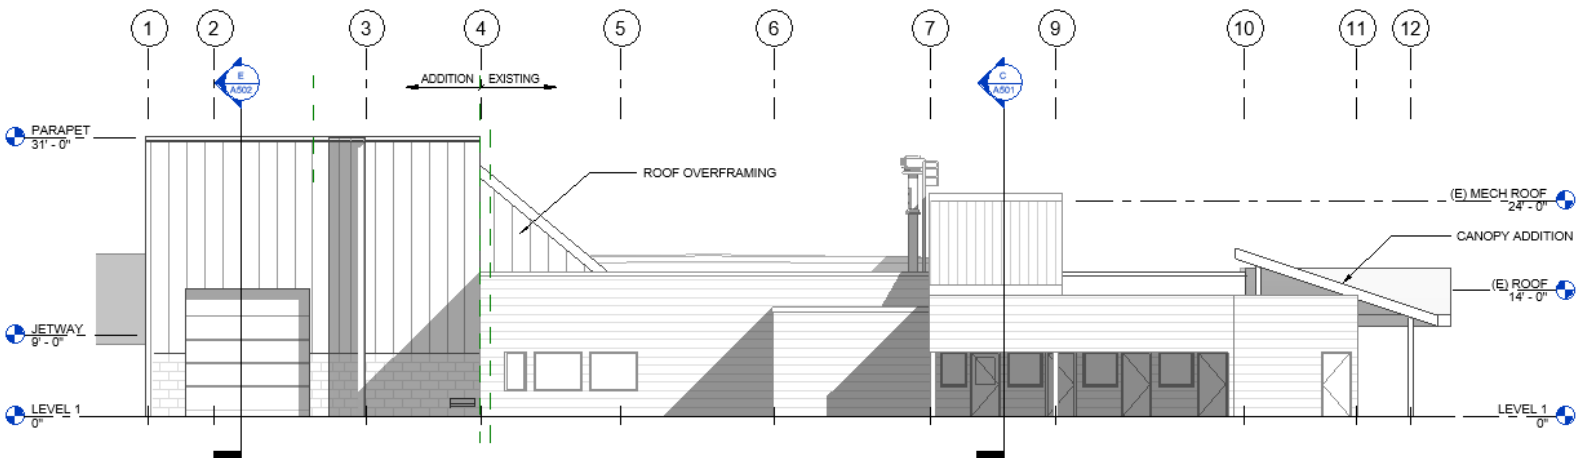 1
2
3
4
5
6
7
9
10
11
12
E
A502
ADDITION
EXISTING
C
A501
PARAPET
31' - 0"
ROOF OVERFRAMING
(E) MECH ROOF
24' - 0"
CANOPY ADDITION
(E) ROOF
14' - 0"
JETWAY
9' - 0"
LEVEL 1
0"
LEVEL 1
0"